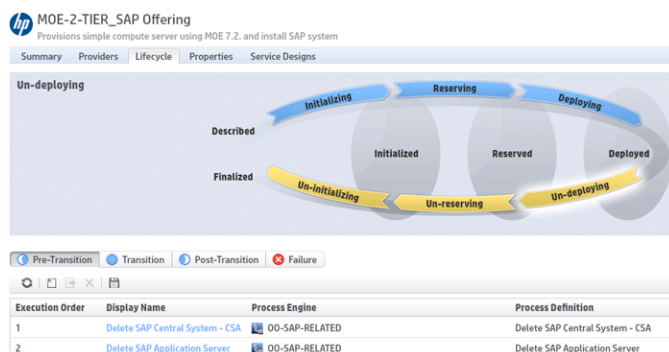 hp MOE-2-TIER_SAP Offering
Provisions simple compute server using MOE 7.2. and install SAP system
Summary Providers Lifecycle Properties Service Designs
Un-deploying
Initializing Reserving Deploying
Described
Initialized Reserved Deployed
Finalized
Un-initializing Un-reserving Un-deploying
Pre-Transition Transition Post-Transition Failure
Execution Order Display Name Process Engine Process Definition
1 Delete SAP Central System - CSA OO-SAP-RELATED Delete SAP Central System - CSA
2 Delete SAP Application Server OO-SAP-RELATED Delete SAP Application Server